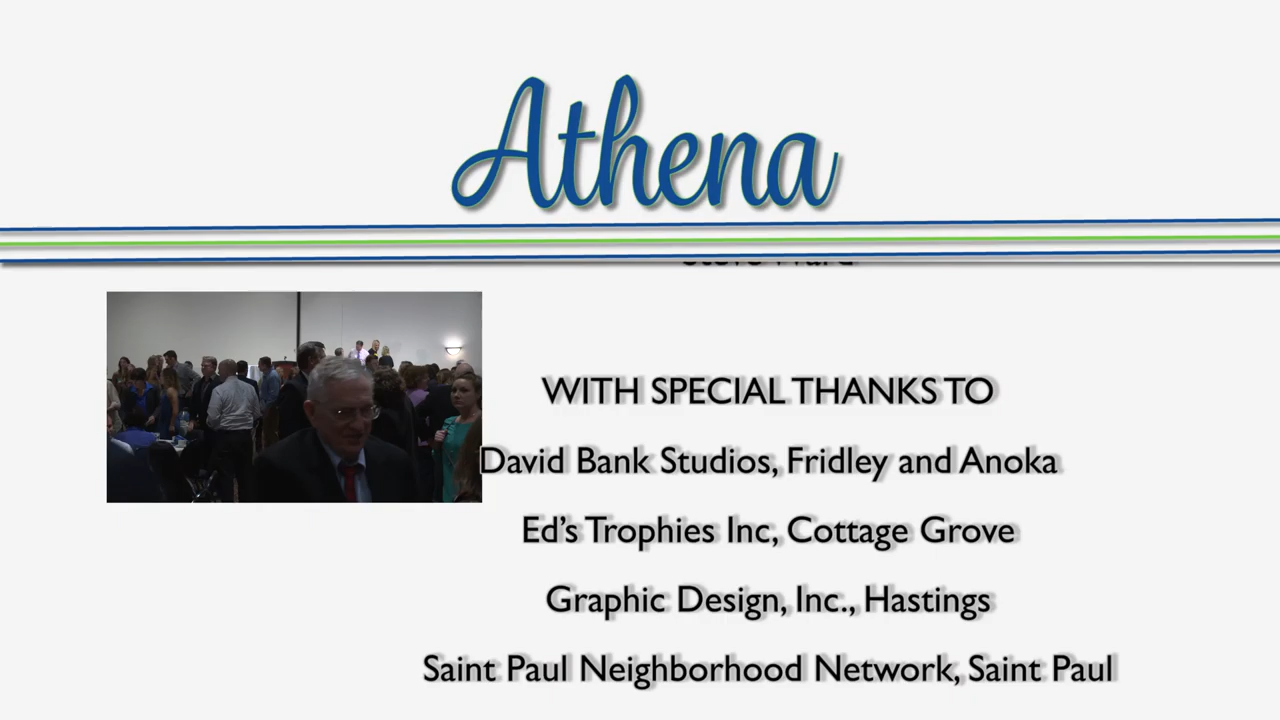 Athena
WITH SPECIAL THANKS TO
David Bank Studios, Fridley and Anoka
Ed's Trophies Inc, Cottage Grove
Graphic Design, Inc., Hastings
Saint Paul Neighborhood Network, Saint Paul